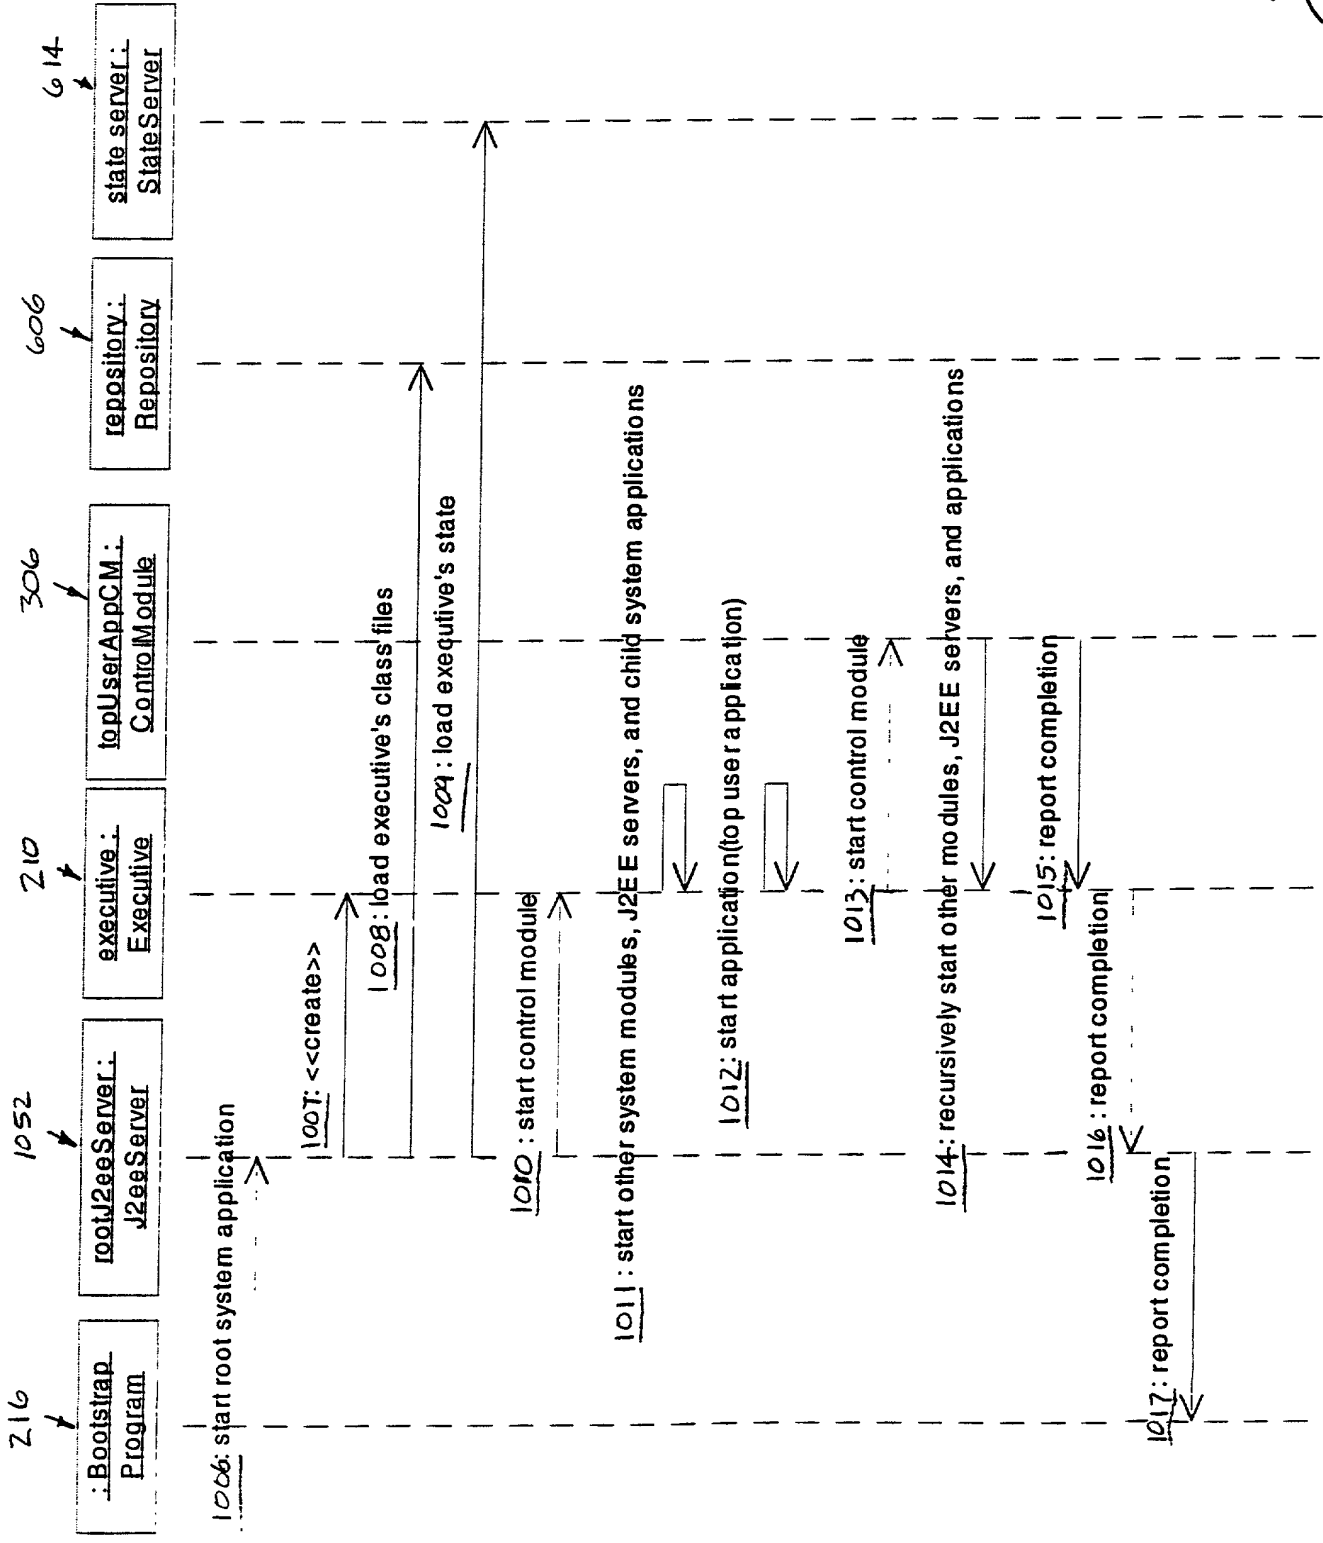 216
1052
210
306
606
614
: Bootstrap
Program
rootJ2eeServer :
J2eeServer
executive :
Executive
topUserAppCM :
ControlModule
repository :
Repository
state server :
StateServer
1006: start root system application
1007: <<create>>
1008: load executive's class files
1009: load executive's state
1010: start control module
1011: start other system modules, J2EE servers, and child system applications
1012: start application(top user application)
1013: start control module
1014: recursively start other modules, J2EE servers, and applications
1015: report completion
1016: report completion
1017: report completion